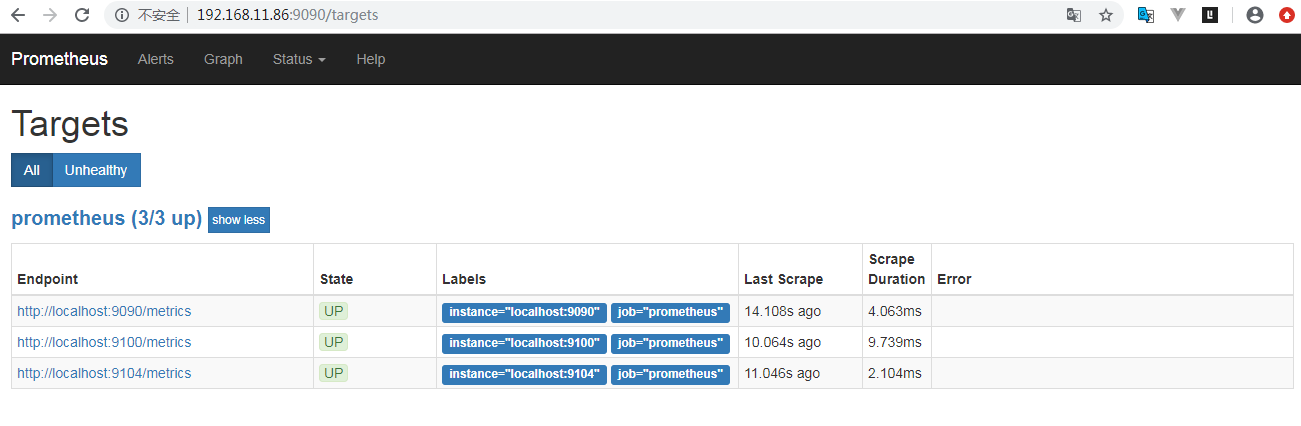 不安全 192.168.11.86:9090/targets
Prometheus Alerts Graph Status Help
Targets
All Unhealthy
prometheus (3/3 up) show less
Endpoint State Labels Last Scrape Scrape Duration Error
http://localhost:9090/metrics UP instance="localhost:9090" job="prometheus" 14.108s ago 4.063ms
http://localhost:9100/metrics UP instance="localhost:9100" job="prometheus" 10.064s ago 9.739ms
http://localhost:9104/metrics UP instance="localhost:9104" job="prometheus" 11.046s ago 2.104ms